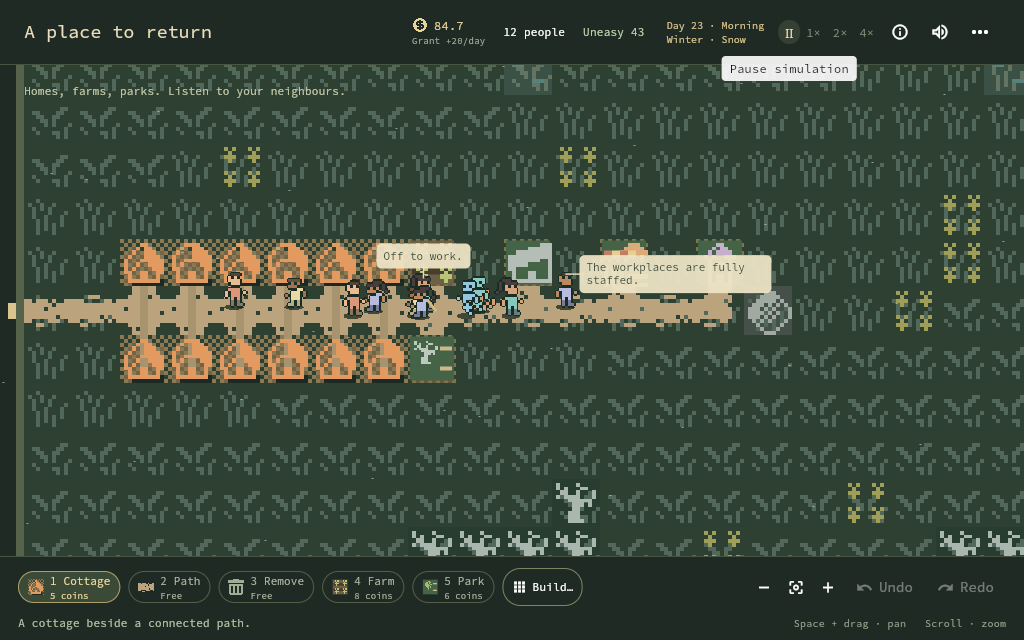 A place to return
84.7
Grant +20/day
12 people
Uneasy 43
Day 23 · Morning
Winter · Snow
II
1×
2×
4×
Pause simulation
Homes, farms, parks. Listen to your neighbours.
Off to work.
The workplaces are fully
staffed.
1 Cottage
5 coins
2 Path
Free
3 Remove
Free
4 Farm
8 coins
5 Park
6 coins
Build…
Undo
Redo
A cottage beside a connected path.
Space + drag · pan
Scroll · zoom